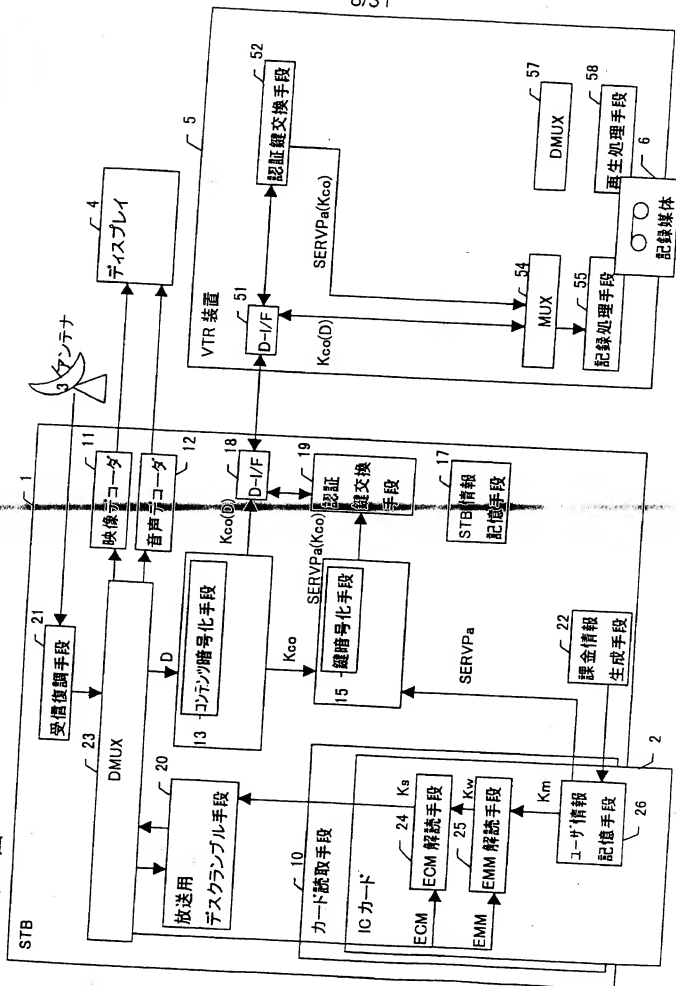 STB
1
アンテナ
3
21
受信復調手段
23
DMUX
11
映像デコーダ
12
音声デコーダ
4
ディスプレイ
20
放送用
デスクランブル手段
D
13
コンテンツ暗号化手段
Kco(D)
18
D-I/F
19
認証
鍵交換
手段
SERVPa(Kco)
Kco
15
鍵暗号化手段
17
STB情報
記憶手段
SERVPa
22
課金情報
生成手段
10
カード読取手段
2
ICカード
Ks
24
ECM 解読手段
ECM
Kw
25
EMM 解読手段
EMM
Km
ユーザ情報
記憶手段
26
5
VTR 装置
51
D-I/F
52
認証鍵交換手段
SERVPa(Kco)
Kco(D)
54
MUX
55
記録処理手段
57
DMUX
58
再生処理手段
6
記録媒体